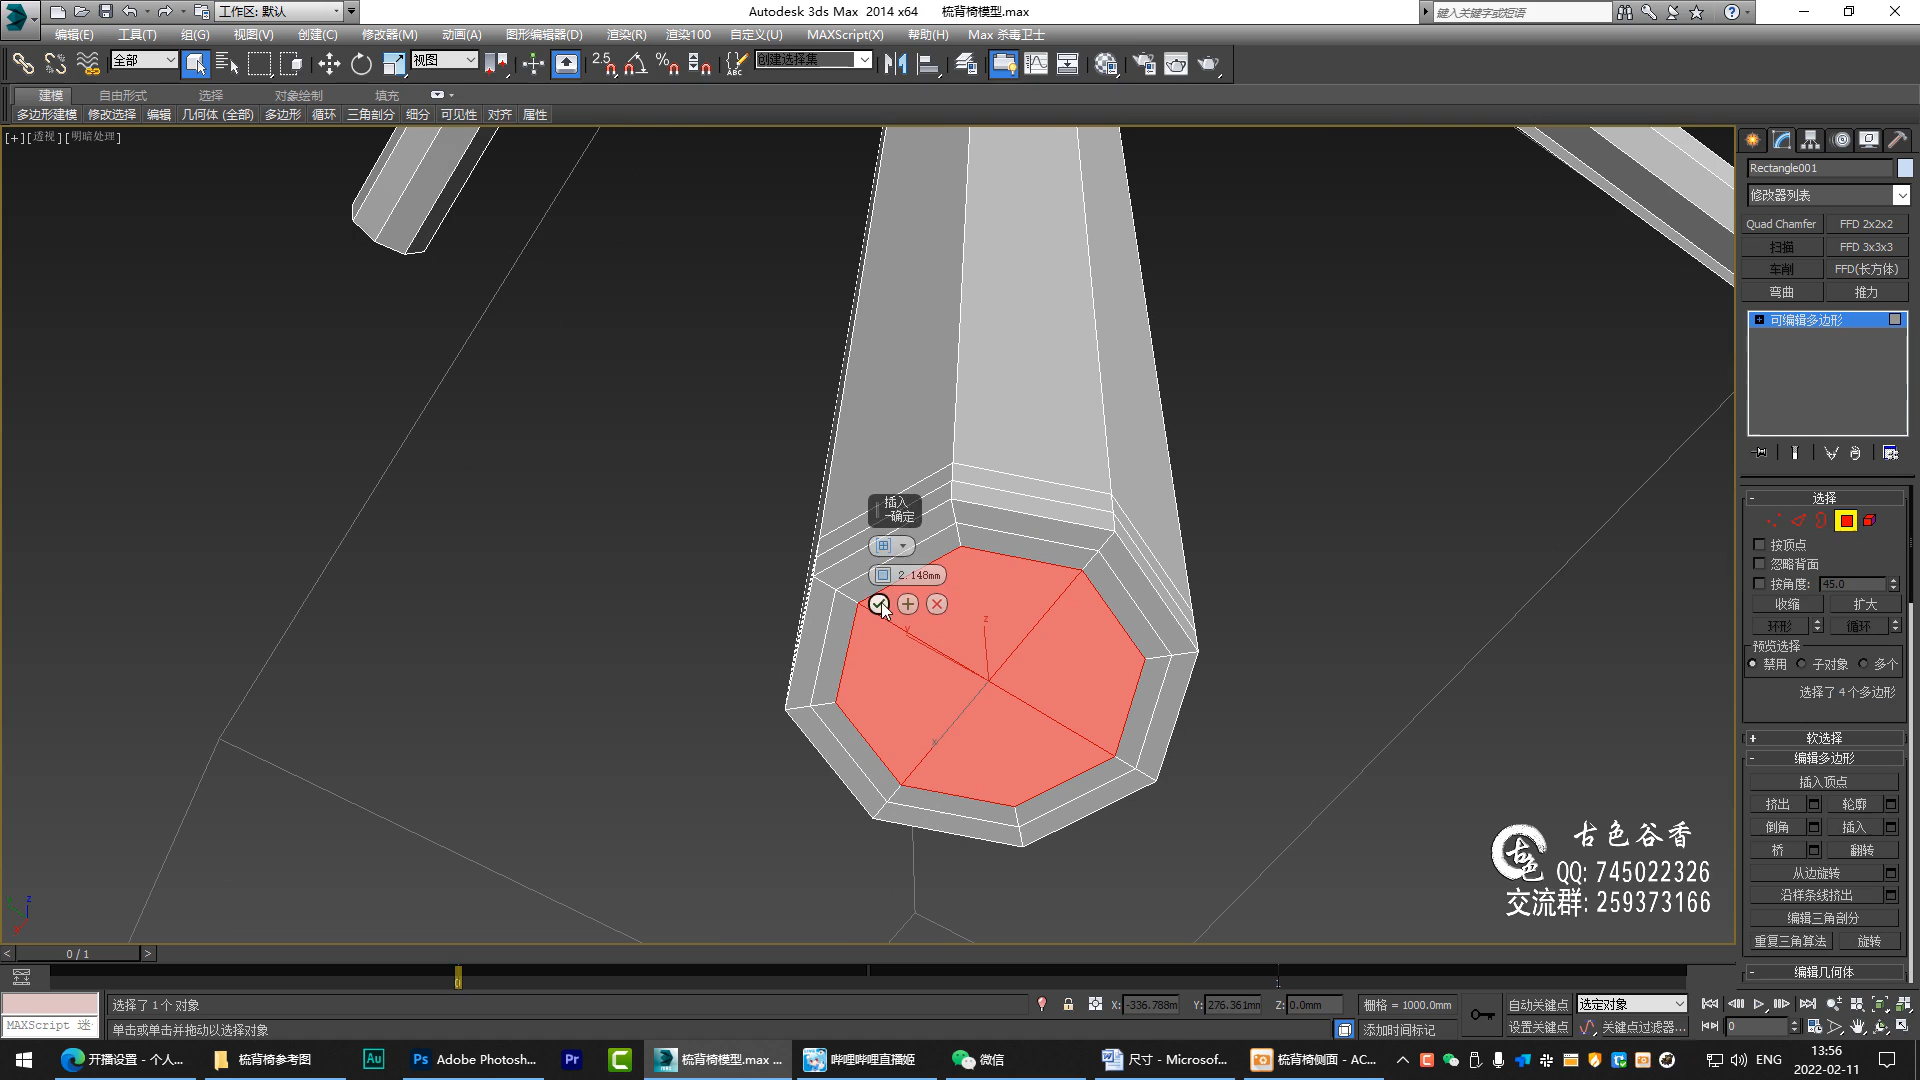 工作区: 默认
Autodesk 3ds Max 2014 x64 梳背椅模型.max
键入关键字或短语
编辑(E) 工具(T) 组(G) 视图(V) 创建(C) 修改器(M) 动画(A) 图形编辑器(D) 渲染(R) 渲染100 自定义(U) MAXScript(X) 帮助(H) Max 杀毒卫士
全部 视图 2.5 创建选择集
建模 自由形式 选择 对象绘制 填充
多边形建模 修改选择 编辑 几何体 (全部) 多边形 循环 三角剖分 细分 可见性 对齐 属性
[+][透视][明暗处理]
Rectangle001
修改器列表
Quad Chamfer FFD 2x2x2
扫描 FFD 3x3x3
车削 FFD(长方体)
弯曲 推力
可编辑多边形
选择
按顶点
忽略背面
按角度: 45.0
收缩 扩大
环形 循环
预览选择
禁用 子对象 多个
选择了 4 个多边形
软选择
编辑多边形
插入顶点
挤出 轮廓
倒角 插入
桥 翻转
从边旋转
沿样条线挤出
编辑三角剖分
重复三角算法 旋转
编辑几何体
插入
-确定
2.148mm
z
y
x
古色谷香
古色
QQ: 745022326
交流群: 259373166
< 0 / 1 >
选择了 1 个 对象
X: -336.788m Y: 276.361mm Z: 0.0mm 栅格 = 1000.0mm 自动关键点 选定对象
MAXScript 迷
单击或单击并拖动以选择对象
添加时间标记 设置关键点 关键点过滤器... 0
开播设置 - 个人... 梳背椅参考图 Au Ps Adobe Photosh... Pr C 梳背椅模型.max ... 哔哩哔哩直播姬 微信 尺寸 - Microsof... 梳背椅侧面 - AC... ENG
13:56
2022-02-11